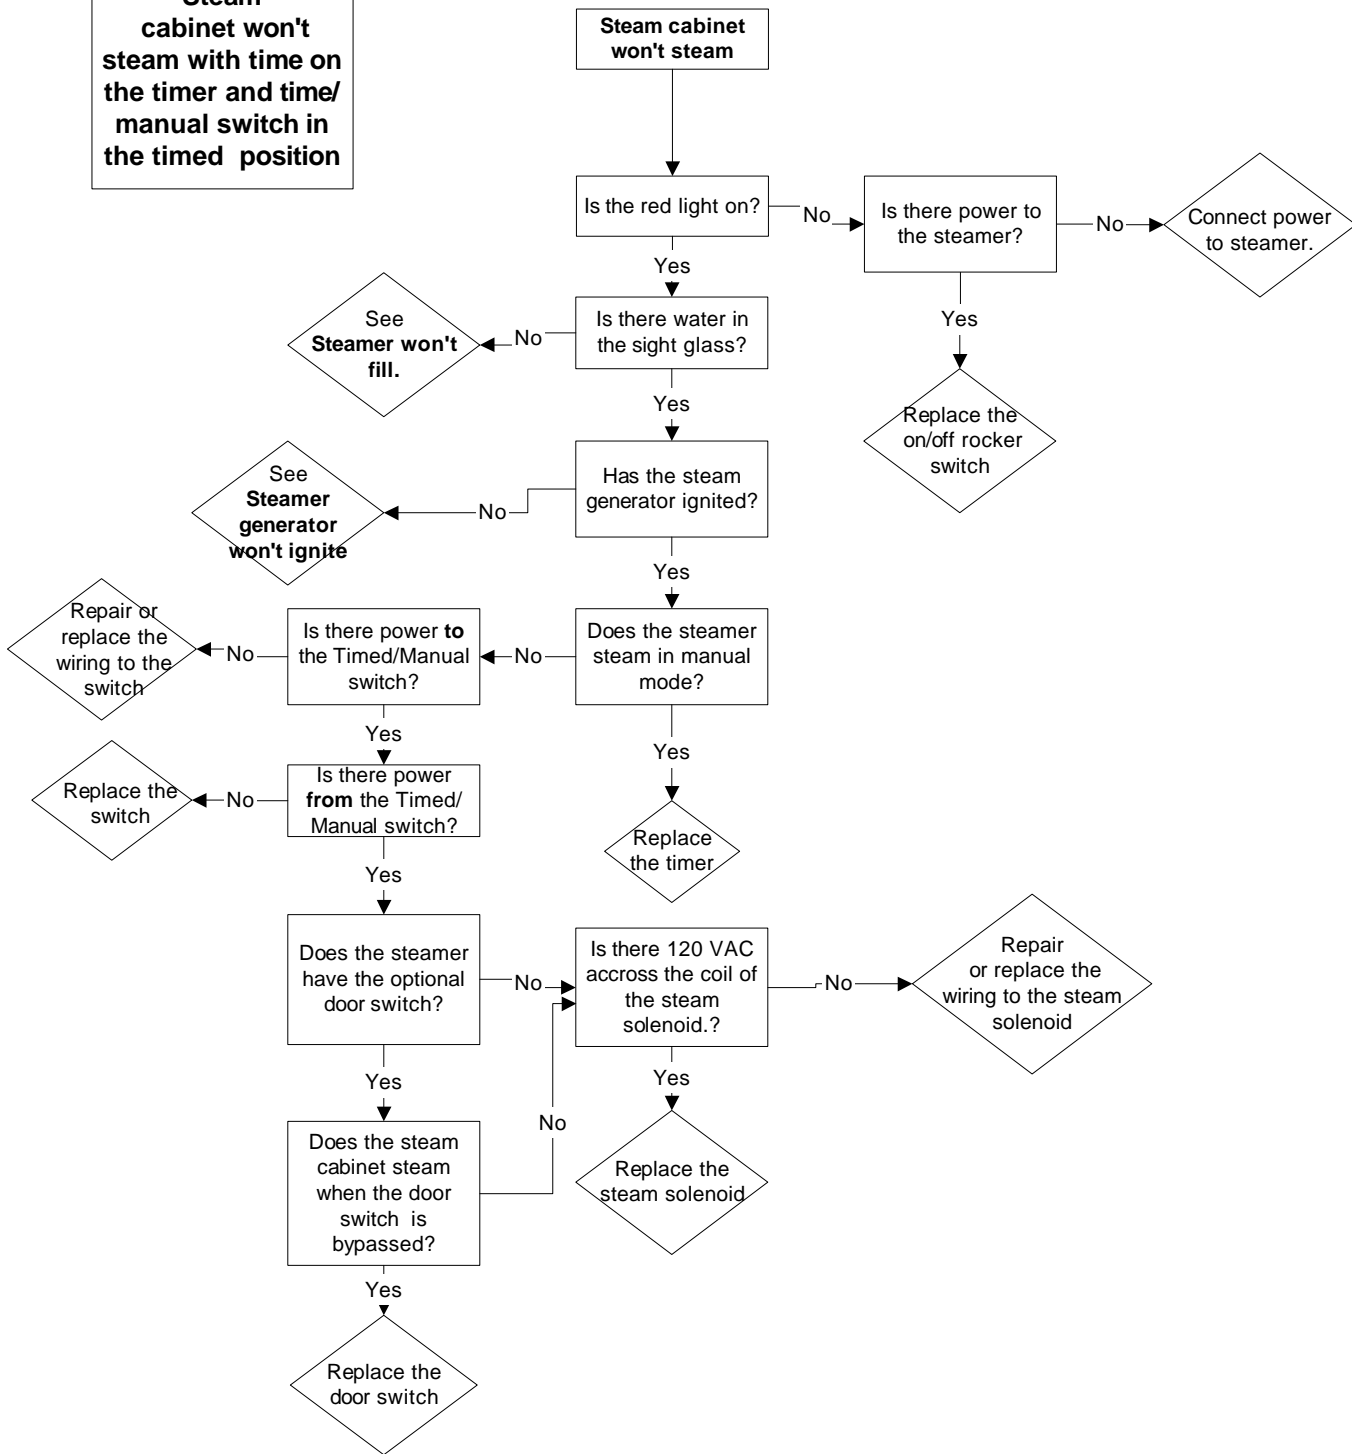 Steam
cabinet won't
steam with time on
the timer and time/
manual switch in
the timed position
Steam cabinet
won't steam
Is the red light on?
No
Is there power to
the steamer?
No
Connect power
to steamer.
Yes
Yes
See
Steamer won't
fill.
No
Is there water in
the sight glass?
Replace the
on/off rocker
switch
Yes
See
Steamer
generator
won't ignite
No
Has the steam
generator ignited?
Yes
Repair or
replace the
wiring to the
switch
No
Is there power to
the Timed/Manual
switch?
No
Does the steamer
steam in manual
mode?
Yes
Yes
Replace the
switch
No
Is there power
from the Timed/
Manual switch?
Replace
the timer
Yes
Does the steamer
have the optional
door switch?
No
Is there 120 VAC
accross the coil of
the steam
solenoid.?
No
Repair
or replace the
wiring to the steam
solenoid
Yes
Yes
Does the steam
cabinet steam
when the door
switch is
bypassed?
No
Replace the
steam solenoid
Yes
Replace the
door switch